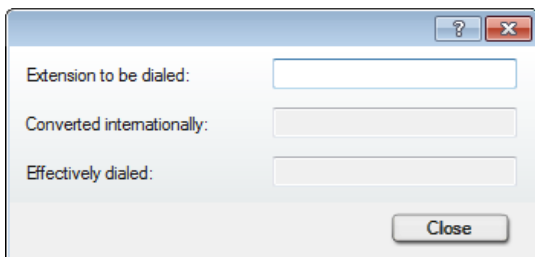 Extension to be dialed:
Converted internationally:
Effectively dialed:
Close